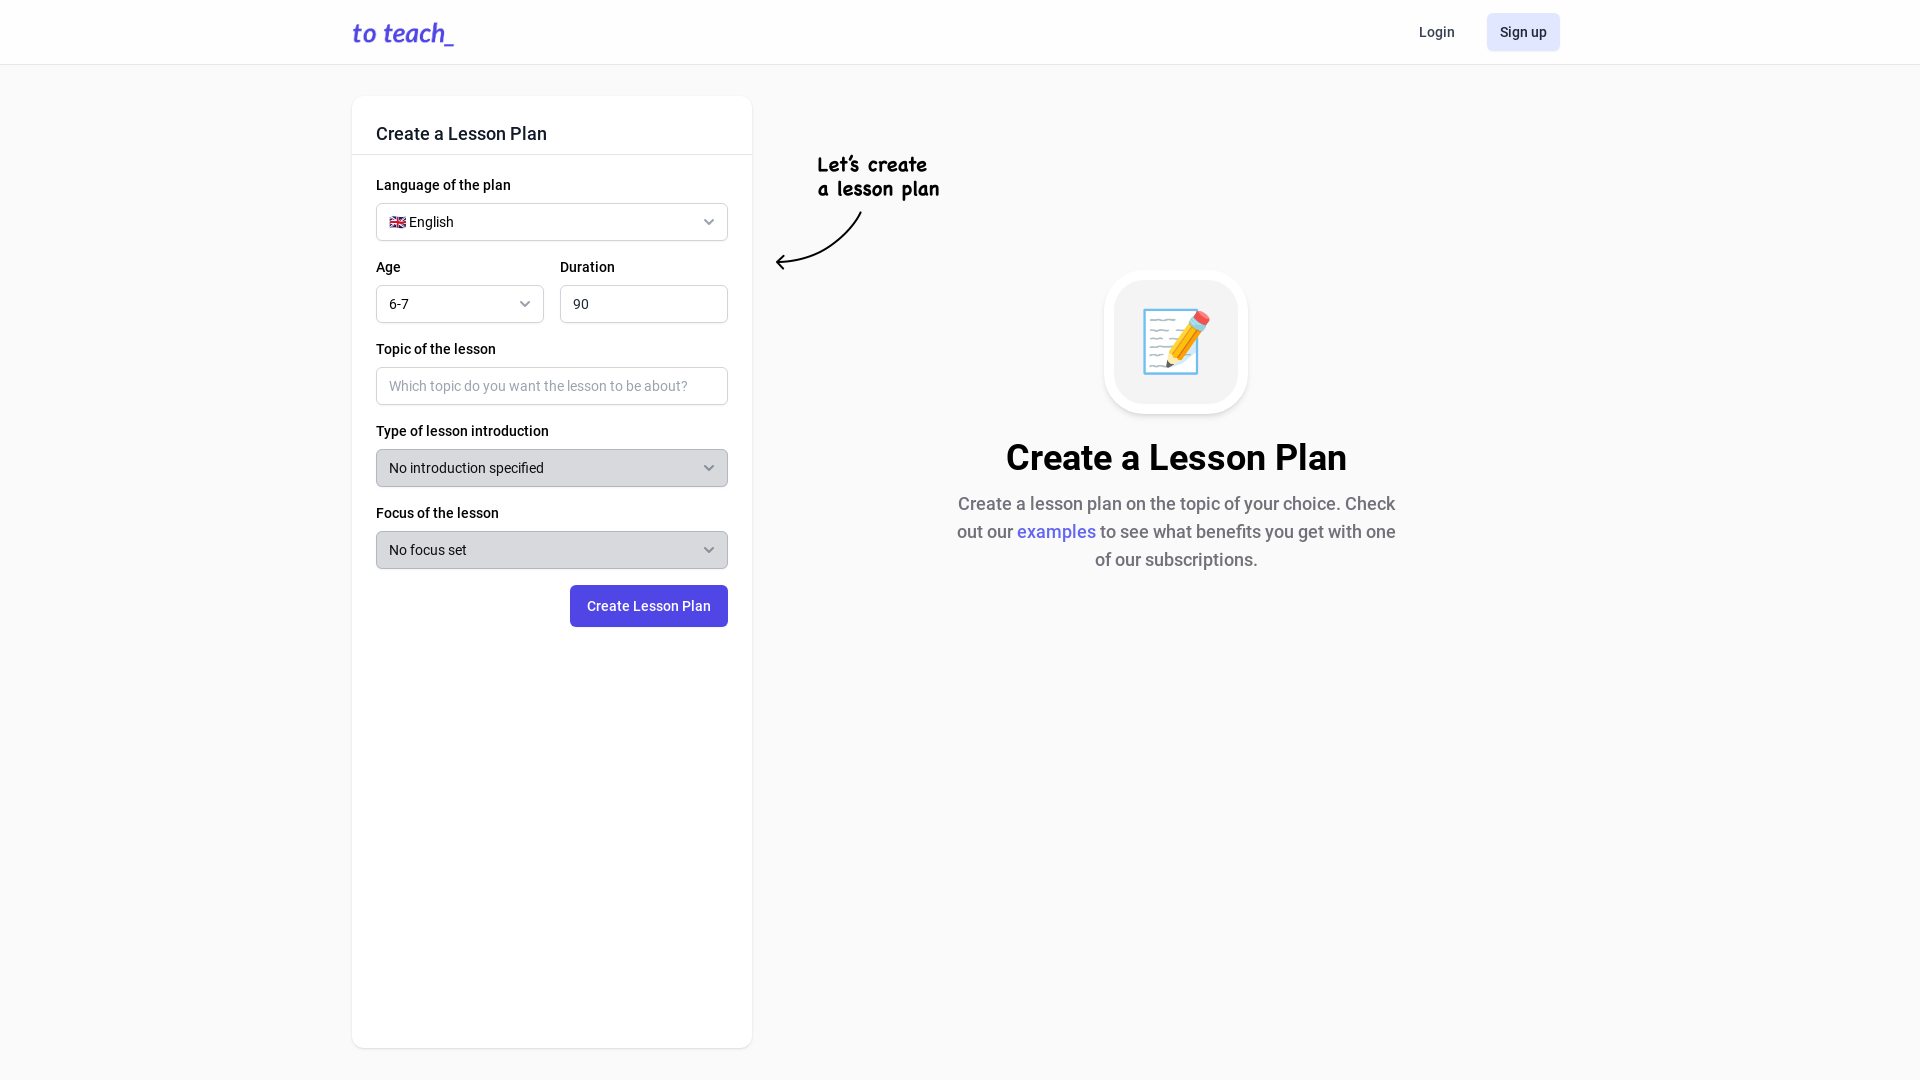 to teach_
Login
Sign up
Create a Lesson Plan
Language of the plan
🇬🇧 English
Age
Duration
6-7
90
Topic of the lesson
Which topic do you want the lesson to be about?
Type of lesson introduction
No introduction specified
Focus of the lesson
No focus set
Create Lesson Plan
Let's create
a lesson plan
Create a Lesson Plan
Create a lesson plan on the topic of your choice. Check
out our examples to see what benefits you get with one
of our subscriptions.